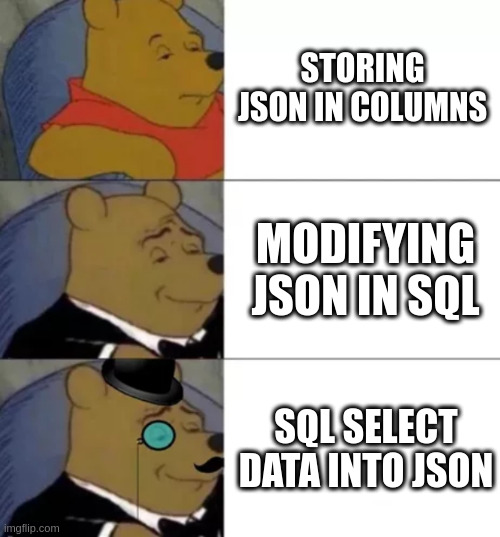 STORING
JSON IN COLUMNS
MODIFYING
JSON IN SQL
SQL SELECT
DATA INTO JSON
imgflip.com